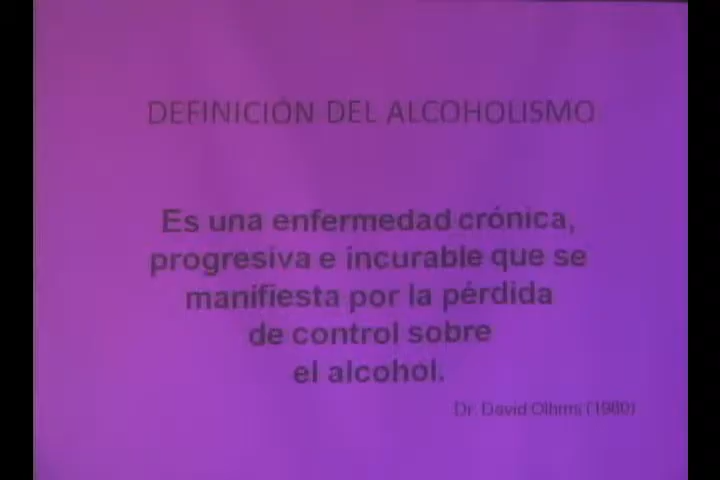 DEFINICIÓN DEL ALCOHOLISMO
Es una enfermedad crónica,
progresiva e incurable que se
manifiesta por la pérdida
de control sobre
el alcohol.
Dr. David Olhms (1980)